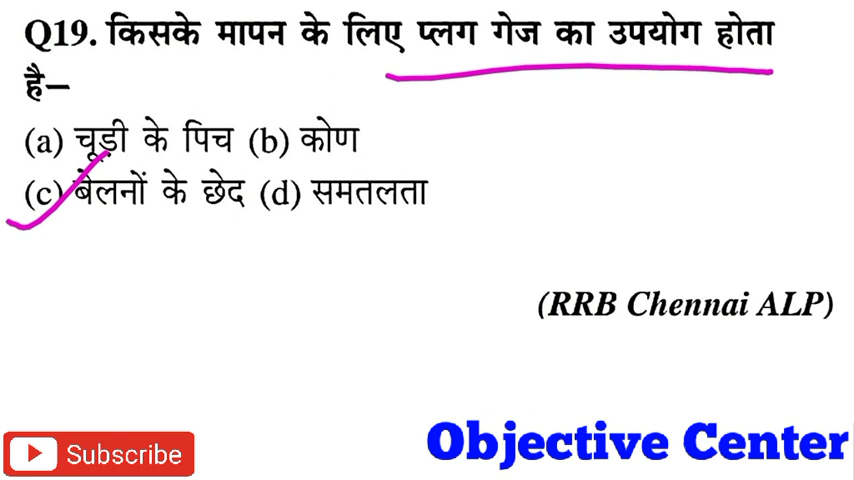 Q19. किसके मापन के लिए प्लग गेज का उपयोग होता
है–
(a) चूड़ी के पिच (b) कोण
(c) बेलनों के छेद (d) समतलता
(RRB Chennai ALP)
Subscribe
Objective Center